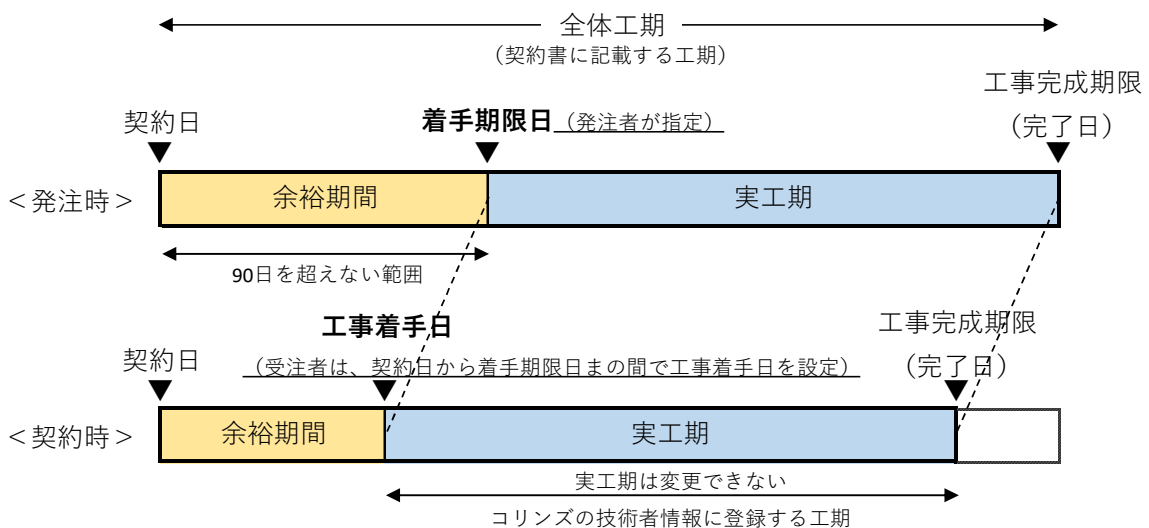 全体工期
（契約書に記載する工期）
工事完成期限
（完了日）
契約日
着手期限日（発注者が指定）
＜発注時＞
余裕期間
実工期
90日を超えない範囲
工事着手日
工事完成期限
（完了日）
契約日
（受注者は、契約日から着手期限日まの間で工事着手日を設定）
＜契約時＞
余裕期間
実工期
実工期は変更できない
コリンズの技術者情報に登録する工期